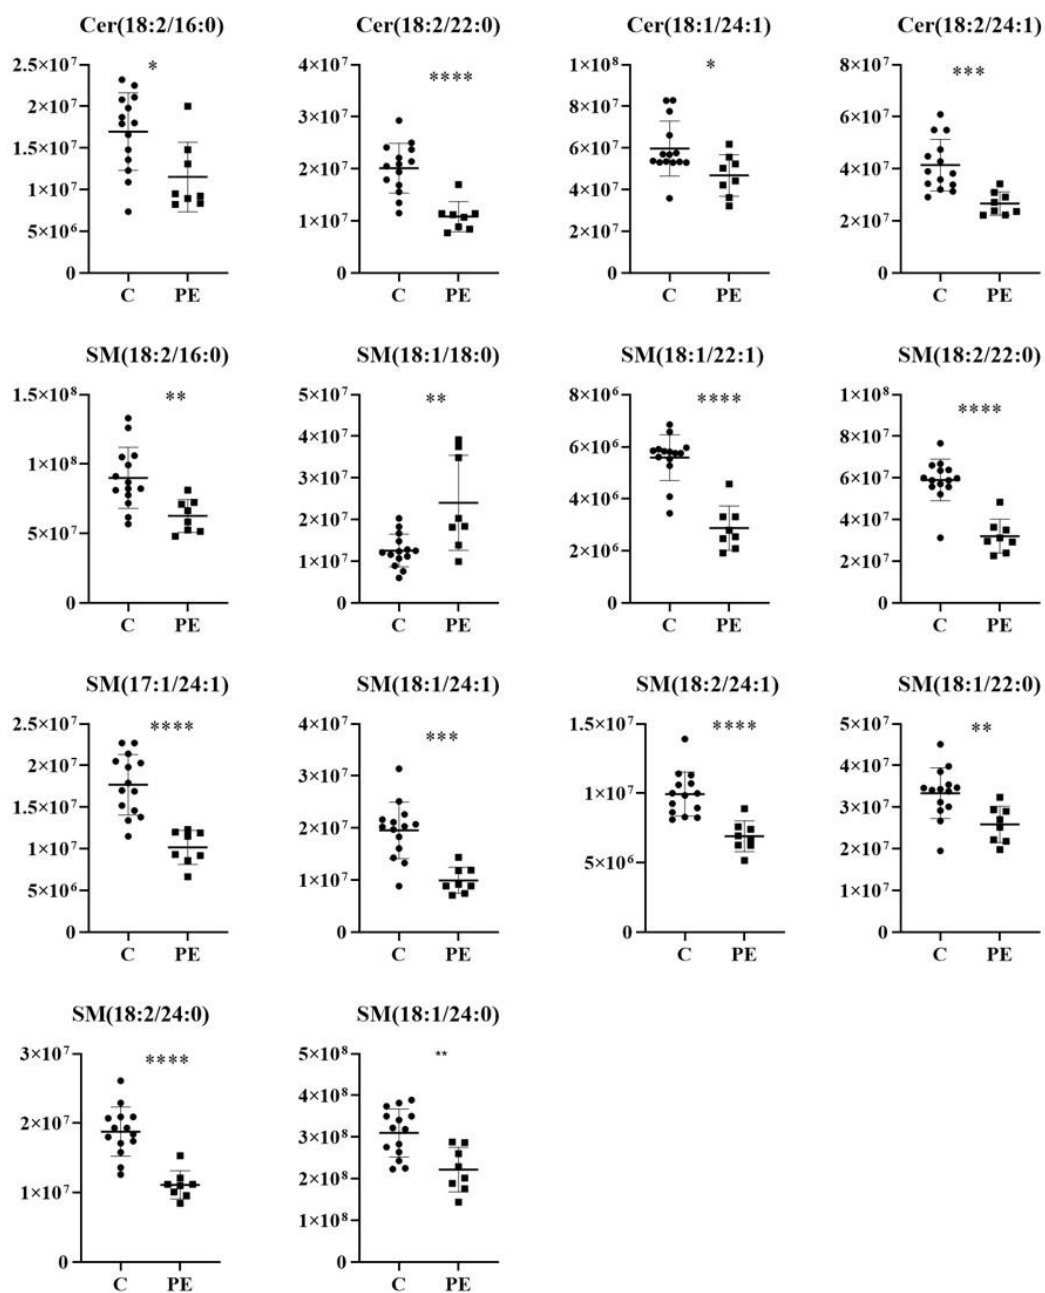 Cer(18:2/16:0) Cer(18:2/22:0) Cer(18:1/24:1) Cer(18:2/24:1)
2.5×10⁷ * 4×10⁷ **** 1×10⁸ * 8×10⁷ ***
2×10⁷ 3×10⁷ 8×10⁷ 6×10⁷
1.5×10⁷ 2×10⁷ 6×10⁷ 4×10⁷
1×10⁷ 1×10⁷ 4×10⁷ 2×10⁷
5×10⁶ 2×10⁷
0 0 0 0
C PE C PE C PE C PE
SM(18:2/16:0) SM(18:1/18:0) SM(18:1/22:1) SM(18:2/22:0)
1.5×10⁸ ** 5×10⁷ ** 8×10⁶ **** 1×10⁸ ****
1×10⁸ 4×10⁷ 6×10⁶ 8×10⁷
5×10⁷ 3×10⁷ 4×10⁶ 6×10⁷
2×10⁷ 2×10⁶ 4×10⁷
1×10⁷ 2×10⁷
0 0 0 0
C PE C PE C PE C PE
SM(17:1/24:1) SM(18:1/24:1) SM(18:2/24:1) SM(18:1/22:0)
2.5×10⁷ **** 4×10⁷ *** 1.5×10⁷ **** 5×10⁷ **
2×10⁷ 3×10⁷ 1×10⁷ 4×10⁷
1.5×10⁷ 2×10⁷ 5×10⁶ 3×10⁷
1×10⁷ 1×10⁷ 2×10⁷
5×10⁶ 1×10⁷
0 0 0 0
C PE C PE C PE C PE
SM(18:2/24:0) SM(18:1/24:0)
3×10⁷ **** 5×10⁸ **
2×10⁷ 4×10⁸
1×10⁷ 3×10⁸
2×10⁸
1×10⁸
0 0
C PE C PE